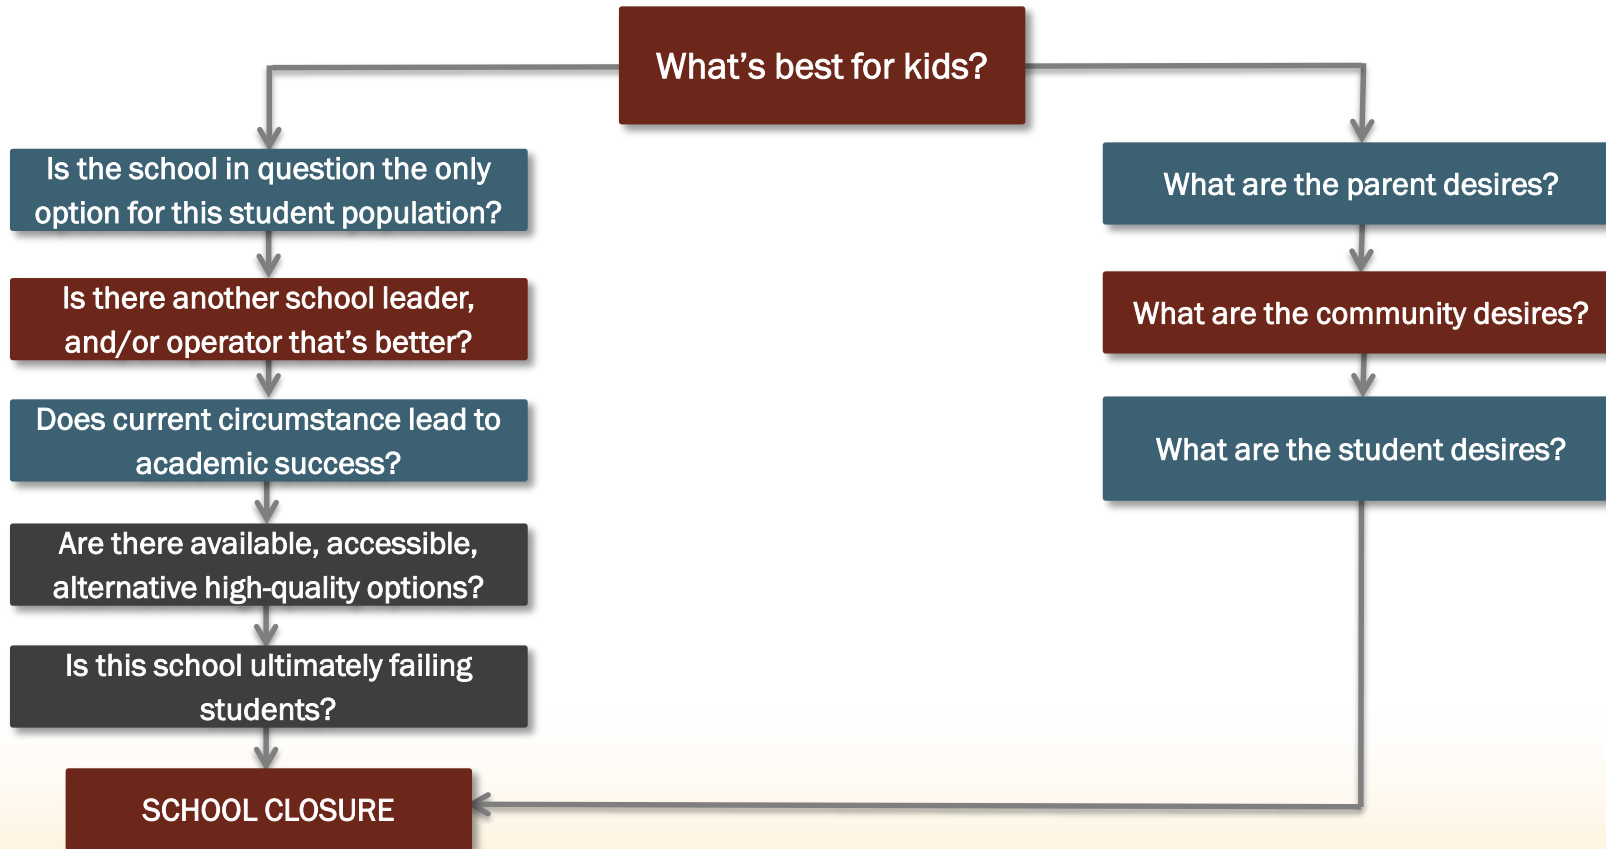 What's best for kids?
Is the school in question the only
option for this student population?
Is there another school leader,
and/or operator that's better?
Does current circumstance lead to
academic success?
Are there available, accessible,
alternative high-quality options?
Is this school ultimately failing
students?
SCHOOL CLOSURE
What are the parent desires?
What are the community desires?
What are the student desires?